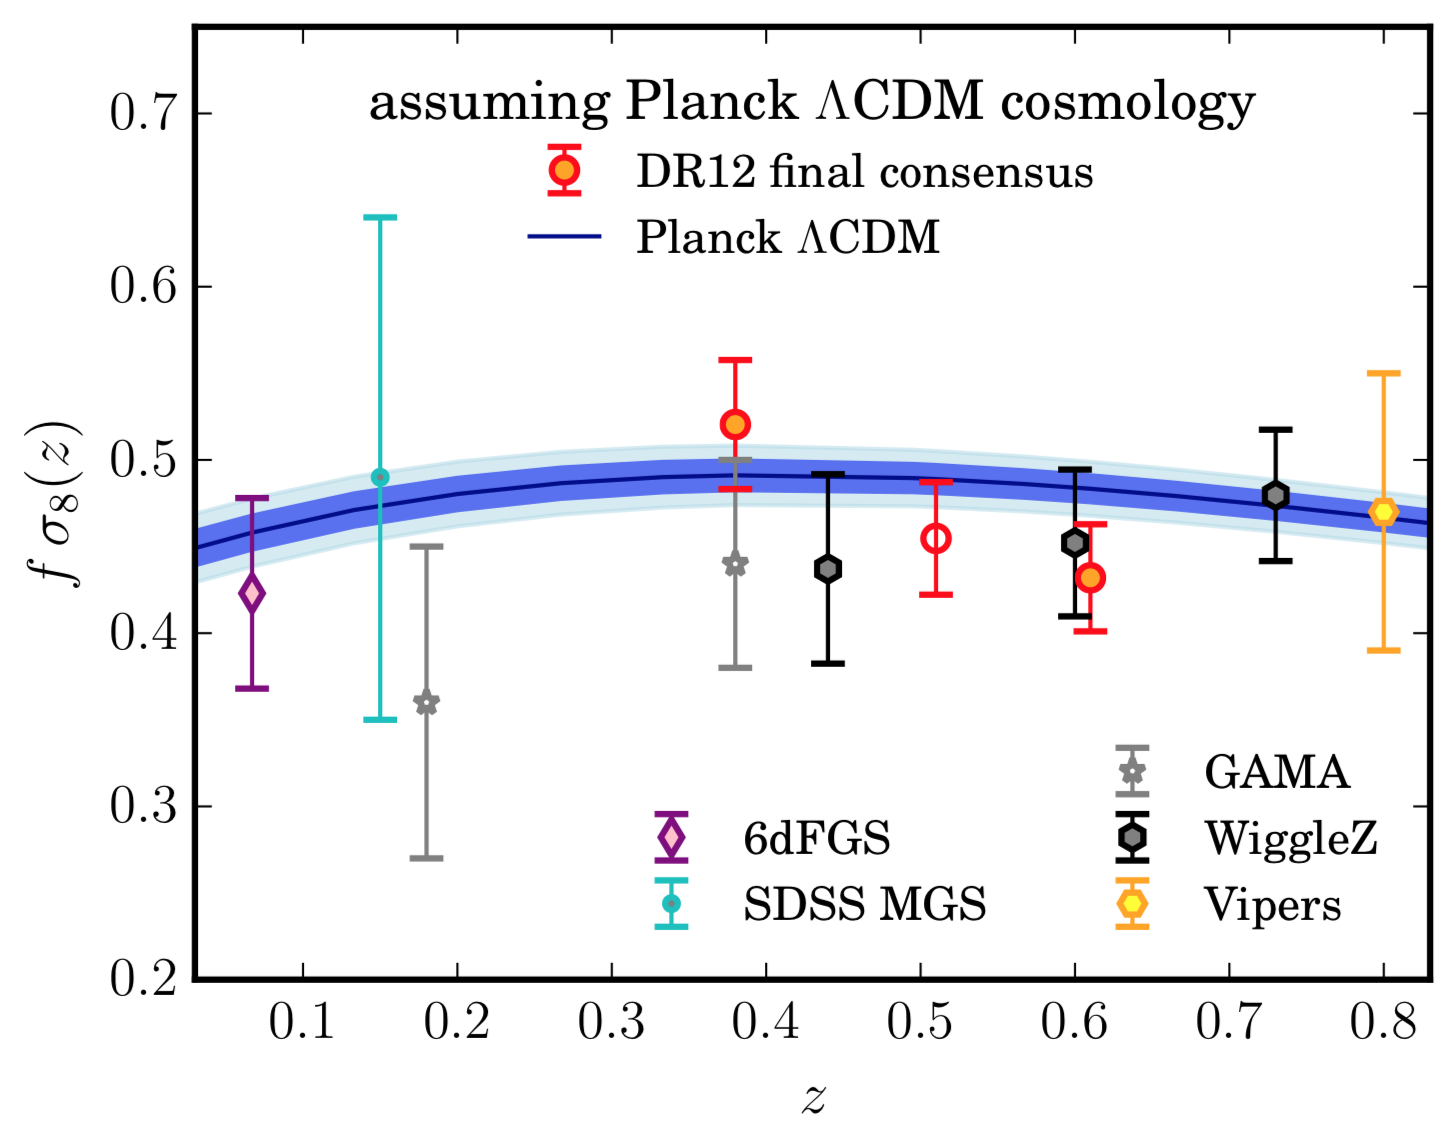 assuming Planck ΛCDM cosmology
DR12 final consensus
Planck ΛCDM
0.7
0.6
0.5
0.4
0.3
0.2
f σ8(z)
GAMA
6dFGS
WiggleZ
SDSS MGS
Vipers
0.1 0.2 0.3 0.4 0.5 0.6 0.7 0.8
z